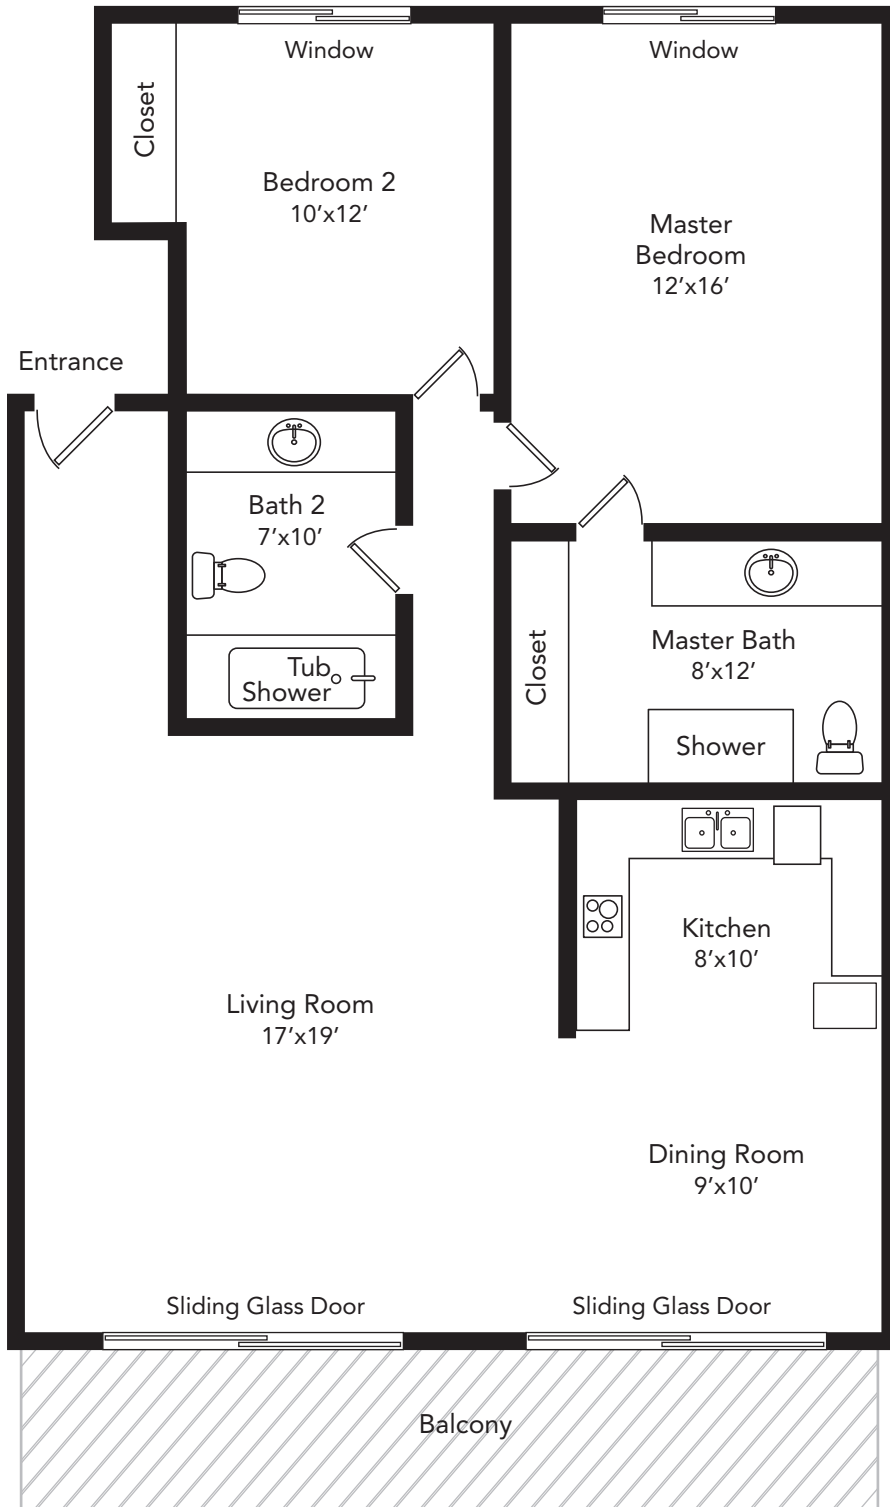 Window
Window
Closet
Bedroom 2
10’x12’
Master
Bedroom
12’x16’
Entrance
Bath 2
7’x10’
Closet
Master Bath
8’x12’
Tub
Shower
Shower
Kitchen
8’x10’
Living Room
17’x19’
Dining Room
9’x10’
Sliding Glass Door
Sliding Glass Door
Balcony